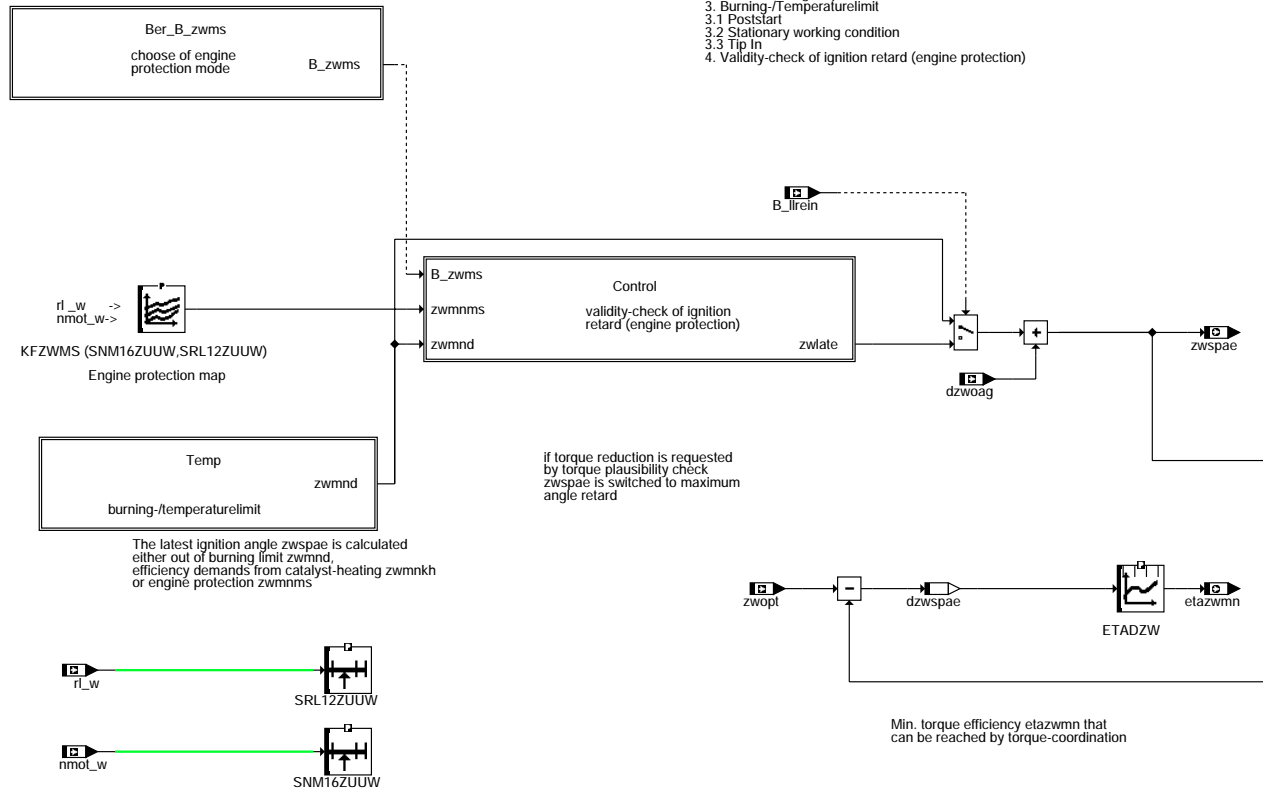 3. Burning-/Temperaturelimit
3.1 Poststart
3.2 Stationary working condition
3.3 Tip In
4. Validity-check of ignition retard (engine protection)
Ber_B_zwms
choose of engine
protection mode
B_zwms
B_llrein
B_zwms
Control
rl _w ->
nmot_w->
P
zwmnms
validity-check of ignition
retard (engine protection)
zwmnd
zwlate
+
zwspae
KFZWMS (SNM16ZUUW,SRL12ZUUW)
Engine protection map
dzwoag
Temp
zwmnd
burning-/temperaturelimit
if torque reduction is requested
by torque plausibility check
zwspae is switched to maximum
angle retard
The latest ignition angle zwspae is calculated
either out of burning limit zwmnd,
efficiency demands from catalyst-heating zwmnkh
or engine protection zwmnms
zwopt
-
dzwspae
etazwmn
ETADZW
rl_w
SRL12ZUUW
Min. torque efficiency etazwmn that
can be reached by torque-coordination
nmot_w
SNM16ZUUW